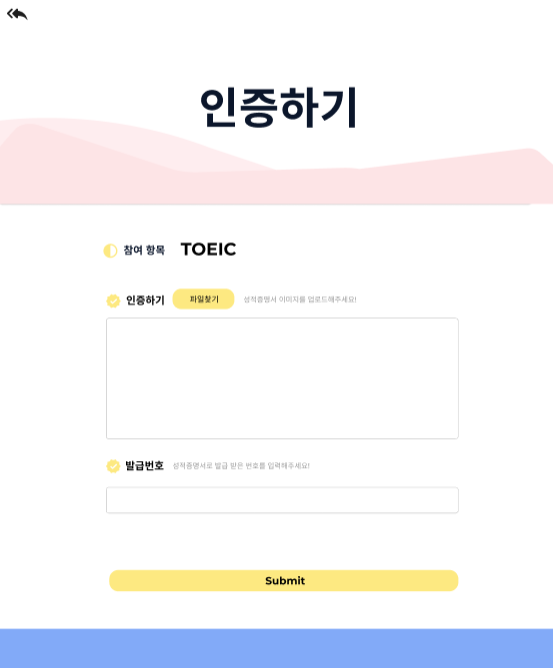 인증하기
참여 항목 TOEIC
인증하기 파일찾기 성적증명서 이미지를 업로드해주세요!
발급번호 성적증명서로 발급 받은 번호를 입력해주세요!
Submit